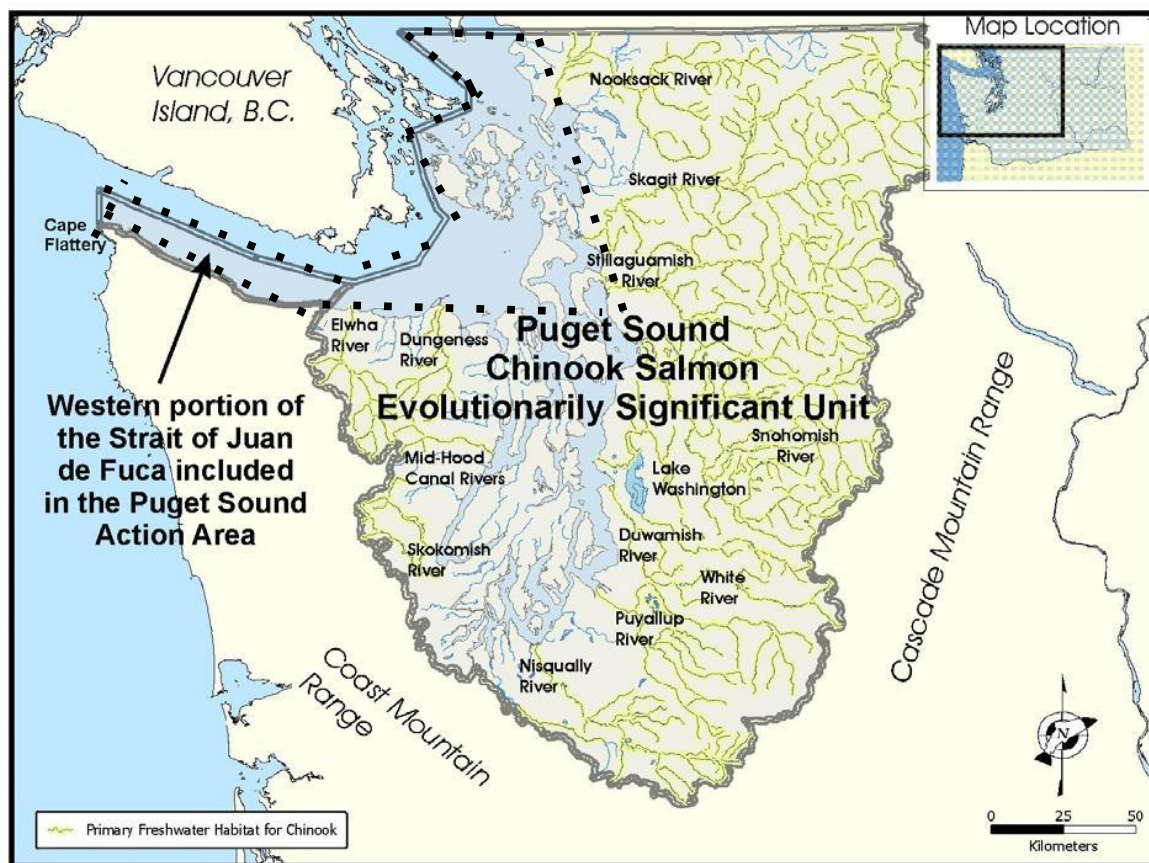 Map Location
Vancouver
Island, B.C.
Nooksack River
Skagit River
Cape
Flattery
Stillaguamish
River
Elwha
River
Dungeness
River
Puget Sound
Chinook Salmon
Evolutionarily Significant Unit
Western portion of
the Strait of Juan
de Fuca included
in the Puget Sound
Action Area
Snohomish
River
Mid-Hood
Canal Rivers
Lake
Washington
Cascade Mountain Range
Skokomish
River
Duwamish
River
White
River
Puyallup
River
Nisqually
River
Coast Mountain
Range
N
Primary Freshwater Habitat for Chinook
0 25 50
Kilometers